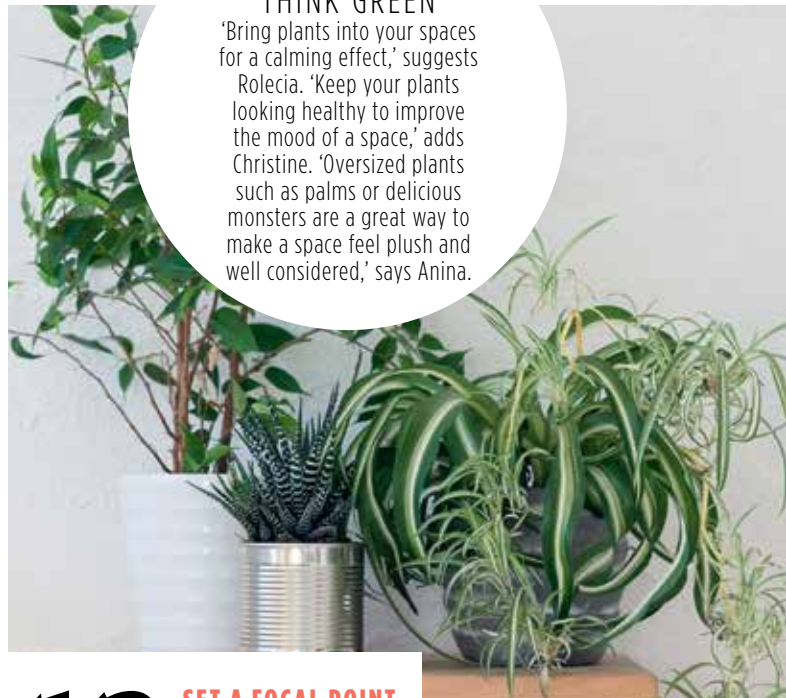 THINK GREEN
‘Bring plants into your spaces
for a calming effect,’ suggests
Rolecia. ‘Keep your plants
looking healthy to improve
the mood of a space,’ adds
Christine. ‘Oversized plants
such as palms or delicious
monsters are a great way to
make a space feel plush and
well considered,’ says Anina.
SET A FOCAL POINT